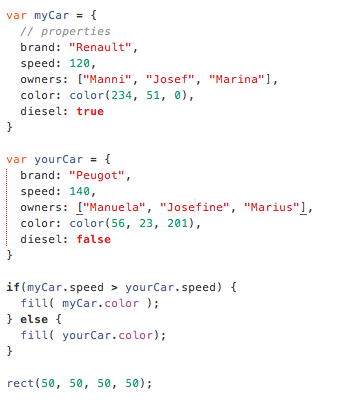 var myCar = {
  // properties
  brand: "Renault",
  speed: 120,
  owners: ["Manni", "Josef", "Marina"],
  color: color(234, 51, 0),
  diesel: true
}

var yourCar = {
  brand: "Peugot",
  speed: 140,
  owners: ["Manuela", "Josefine", "Marius"],
  color: color(56, 23, 201),
  diesel: false
}

if(myCar.speed > yourCar.speed) {
  fill( myCar.color );
} else {
  fill( yourCar.color);
}

rect(50, 50, 50, 50);